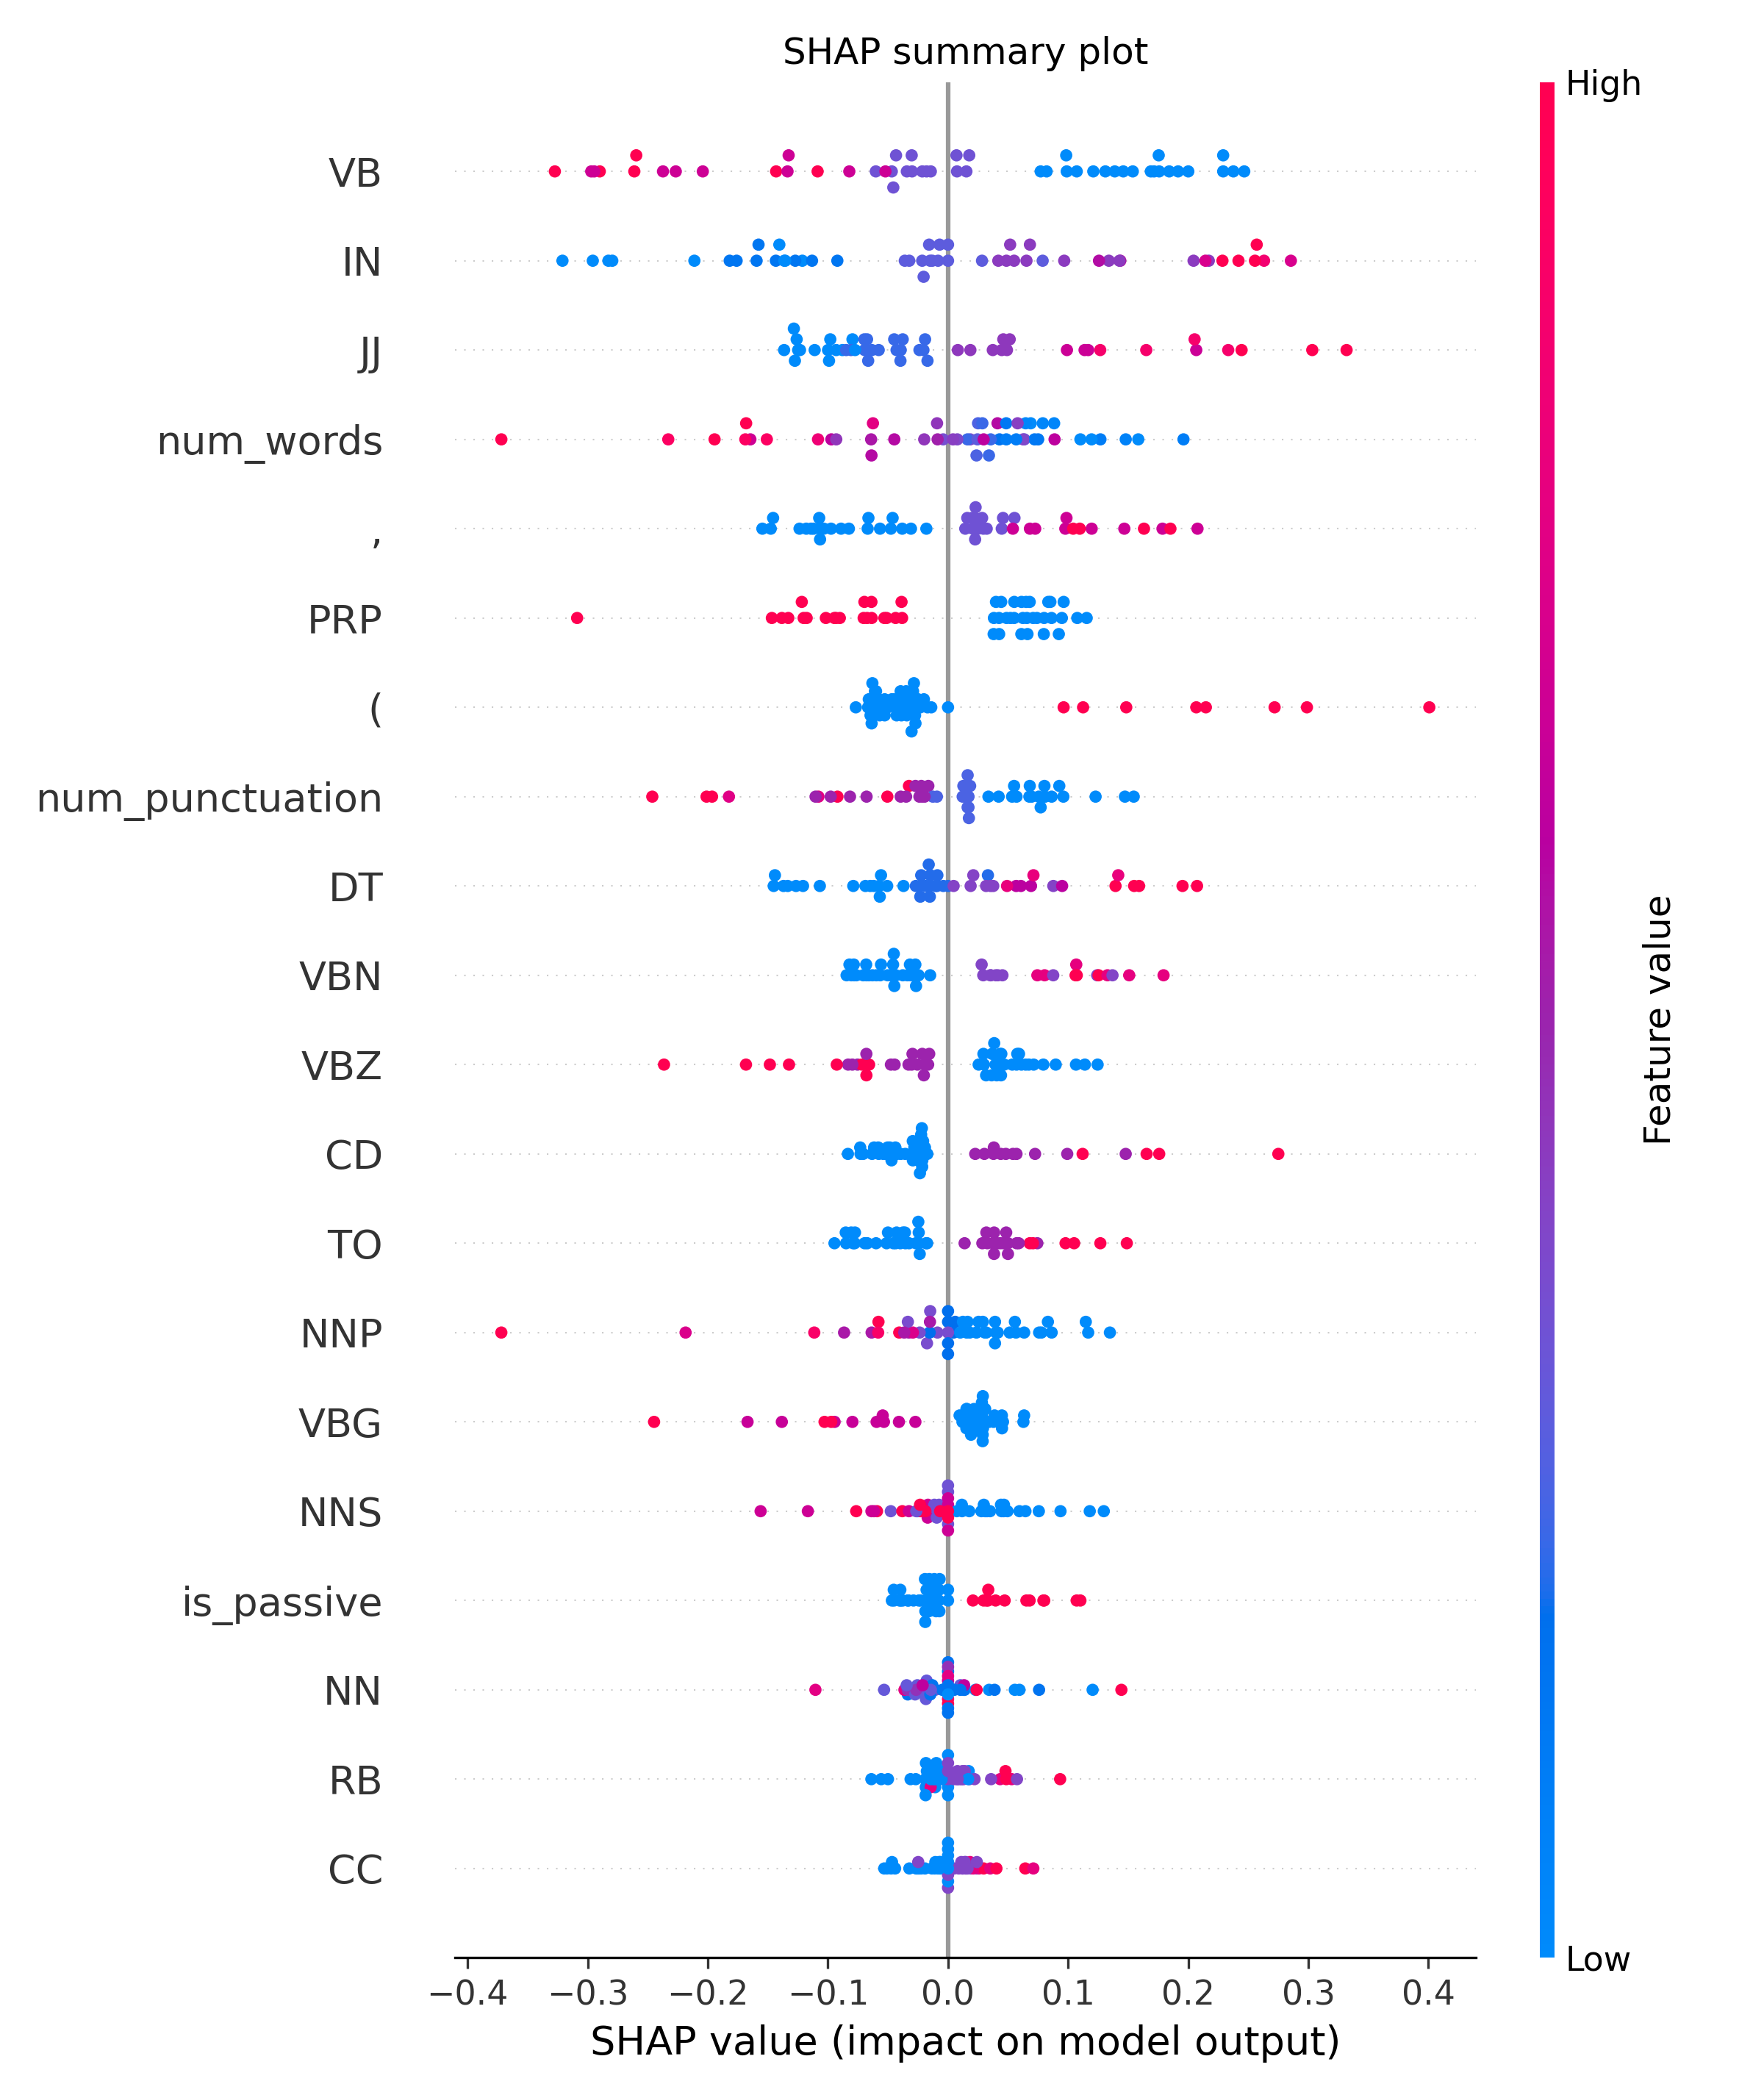 SHAP summary plot
High
VB
IN
JJ
num_words
,
PRP
(
num_punctuation
DT
VBN
VBZ
CD
TO
NNP
VBG
NNS
is_passive
NN
RB
CC
Feature value
Low
−0.4 −0.3 −0.2 −0.1 0.0 0.1 0.2 0.3 0.4
SHAP value (impact on model output)